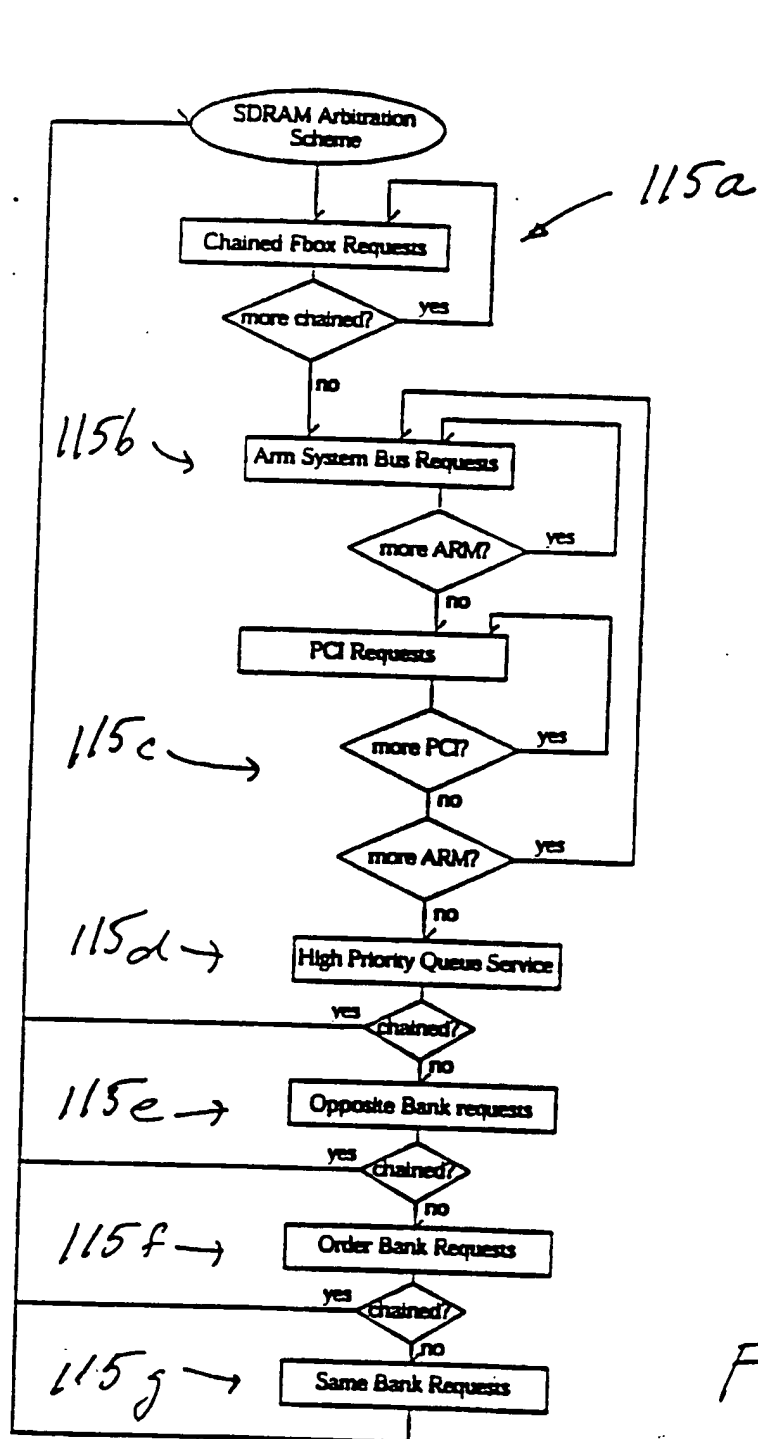 SDRAM Arbitration
Scheme
115a
Chained Fbox Requests
more chained?
yes
no
115b
Arm System Bus Requests
more ARM?
yes
no
PCI Requests
115c
more PCI?
yes
no
more ARM?
yes
no
115d
High Priority Queue Service
yes
chained?
no
115e
Opposite Bank requests
yes
chained?
no
115f
Order Bank Requests
yes
chained?
no
115g
Same Bank Requests
F